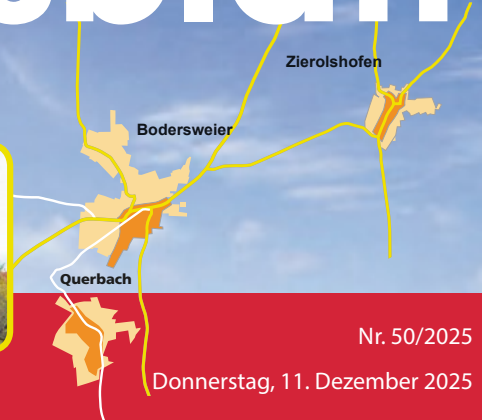 Zierolshofen
Bodersweier
Querbach
Nr. 50/2025
Donnerstag, 11. Dezember 2025